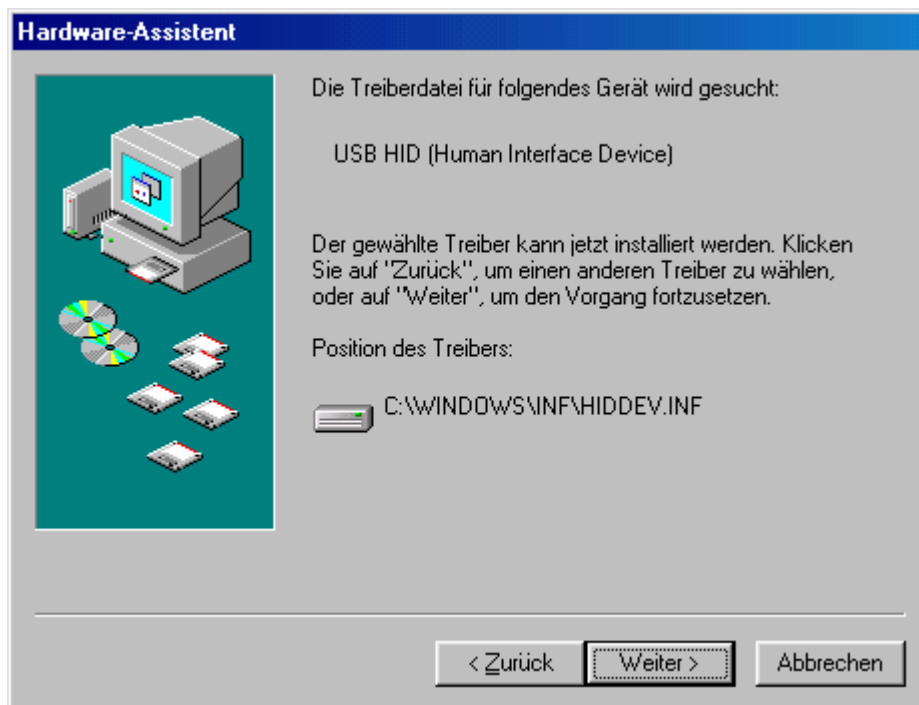 Hardware-Assistent
Die Treiberdatei für folgendes Gerät wird gesucht:
USB HID (Human Interface Device)
Der gewählte Treiber kann jetzt installiert werden. Klicken
Sie auf "Zurück", um einen anderen Treiber zu wählen,
oder auf "Weiter", um den Vorgang fortzusetzen.
Position des Treibers:
C:\WINDOWS\INF\HIDDEV.INF
< Zurück
Weiter >
Abbrechen